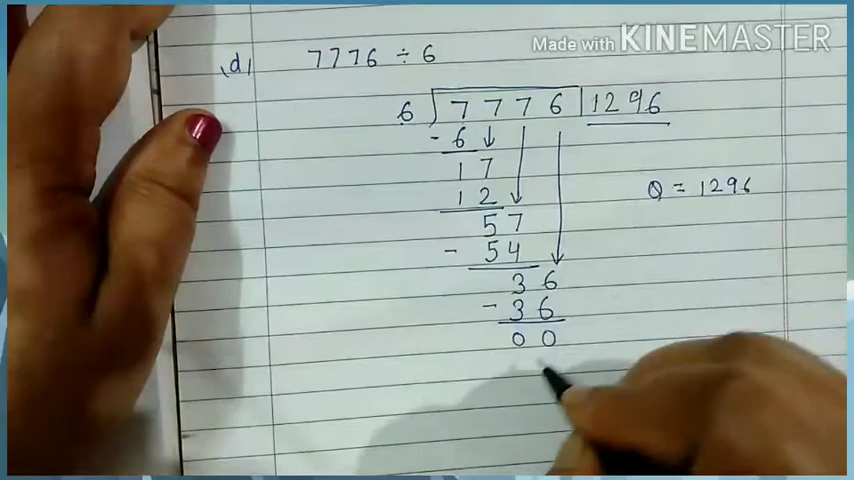 Made with KINEMASTER
(d) 7776 ÷ 6
6 7776 1296
- 6
17
12
Q = 1296
57
- 54
36
- 36
00